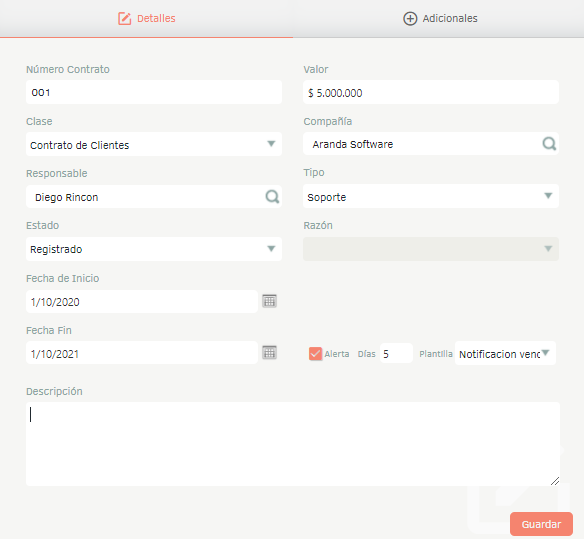 Detalles
Adicionales
Número Contrato
Valor
001
$ 5.000.000
Clase
Compañía
Contrato de Clientes
Aranda Software
Responsable
Tipo
Diego Rincon
Soporte
Estado
Razón
Registrado
Fecha de Inicio
1/10/2020
Fecha Fin
1/10/2021
Alerta Días 5 Plantilla Notificacion venc
Descripción
Guardar